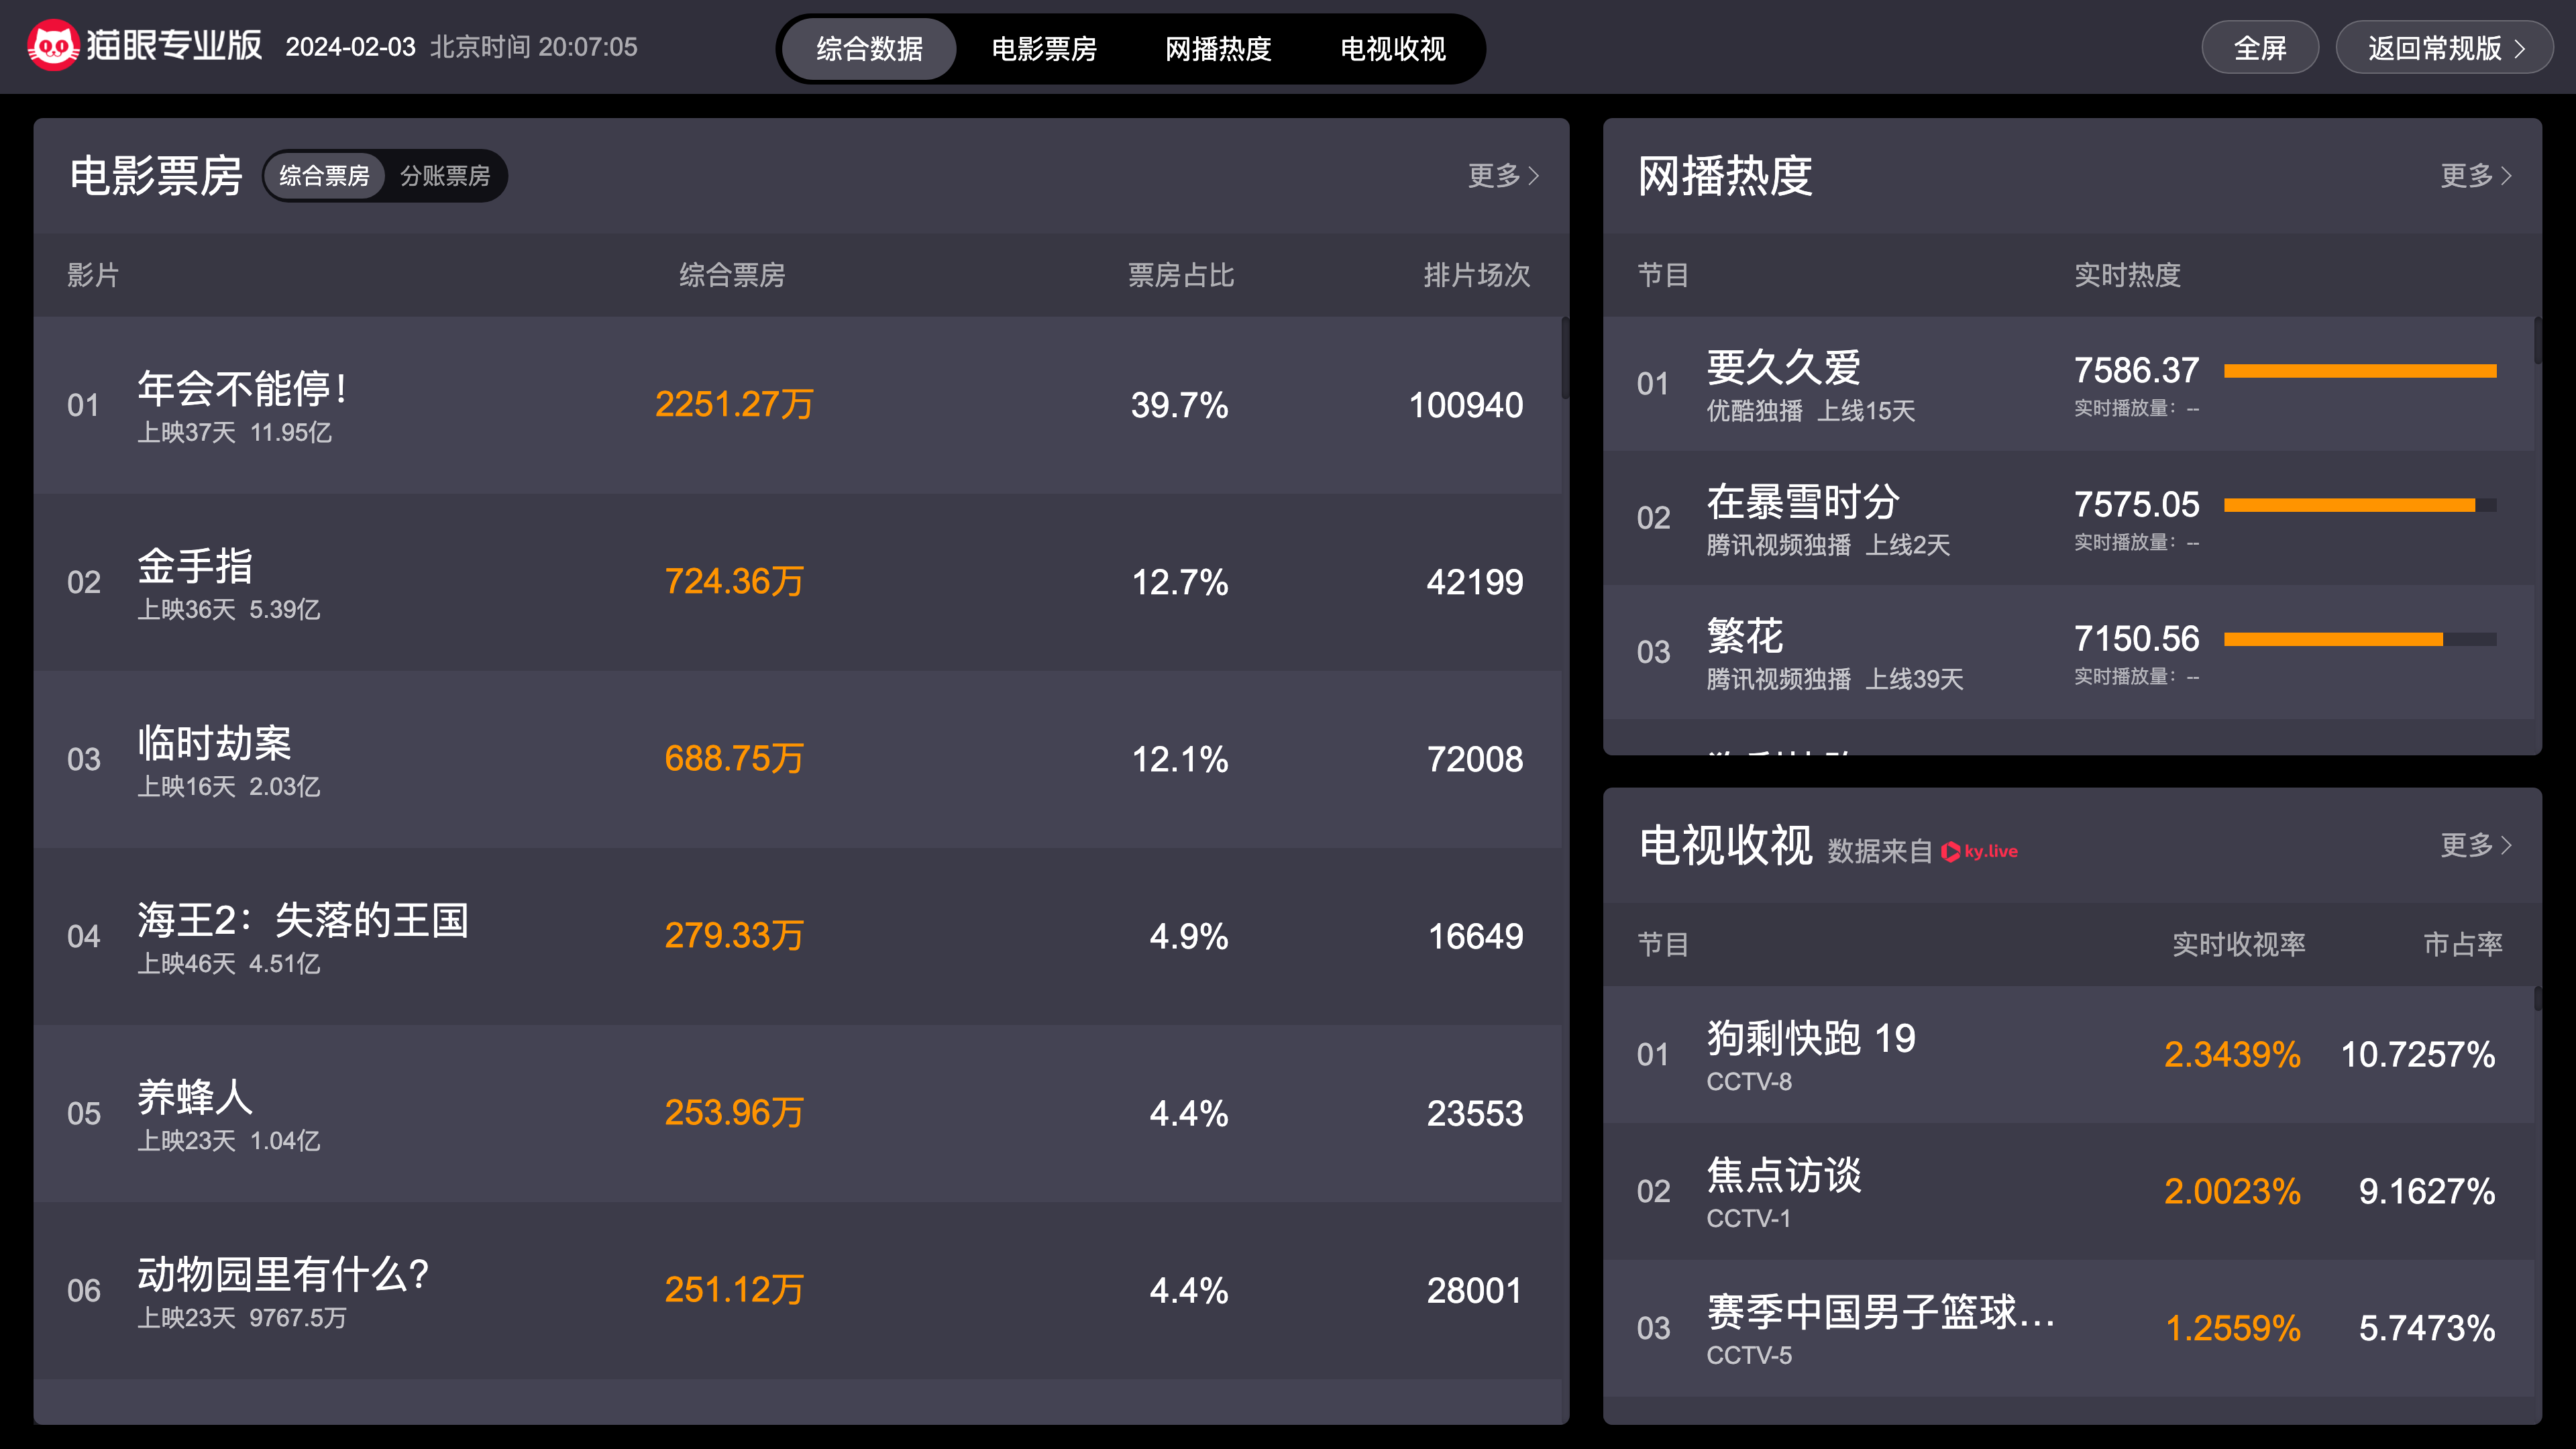 猫眼专业版 2024-02-03 北京时间 20:07:05 综合数据 电影票房 网播热度 电视收视 全屏 返回常规版
电影票房 综合票房 分账票房 更多
影片 综合票房 票房占比 排片场次
01 年会不能停! 2251.27万 39.7% 100940
上映37天 11.95亿
02 金手指 724.36万 12.7% 42199
上映36天 5.39亿
03 临时劫案 688.75万 12.1% 72008
上映16天 2.03亿
04 海王2：失落的王国 279.33万 4.9% 16649
上映46天 4.51亿
05 养蜂人 253.96万 4.4% 23553
上映23天 1.04亿
06 动物园里有什么? 251.12万 4.4% 28001
上映23天 9767.5万
网播热度 更多
节目 实时热度
01 要久久爱 7586.37
优酷独播 上线15天 实时播放量：--
02 在暴雪时分 7575.05
腾讯视频独播 上线2天 实时播放量：--
03 繁花 7150.56
腾讯视频独播 上线39天 实时播放量：--
电视收视 数据来自 ky.live 更多
节目 实时收视率 市占率
01 狗剩快跑 19 2.3439% 10.7257%
CCTV-8
02 焦点访谈 2.0023% 9.1627%
CCTV-1
03 赛季中国男子篮球... 1.2559% 5.7473%
CCTV-5